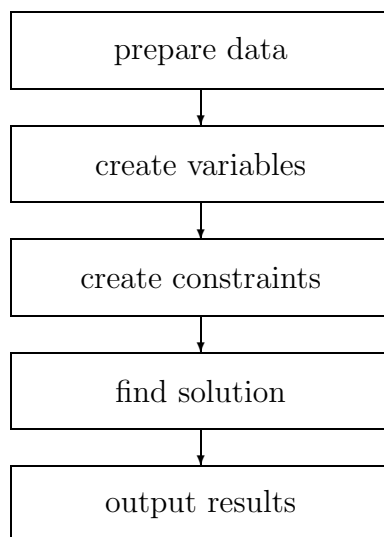 prepare data
create variables
create constraints
find solution
output results